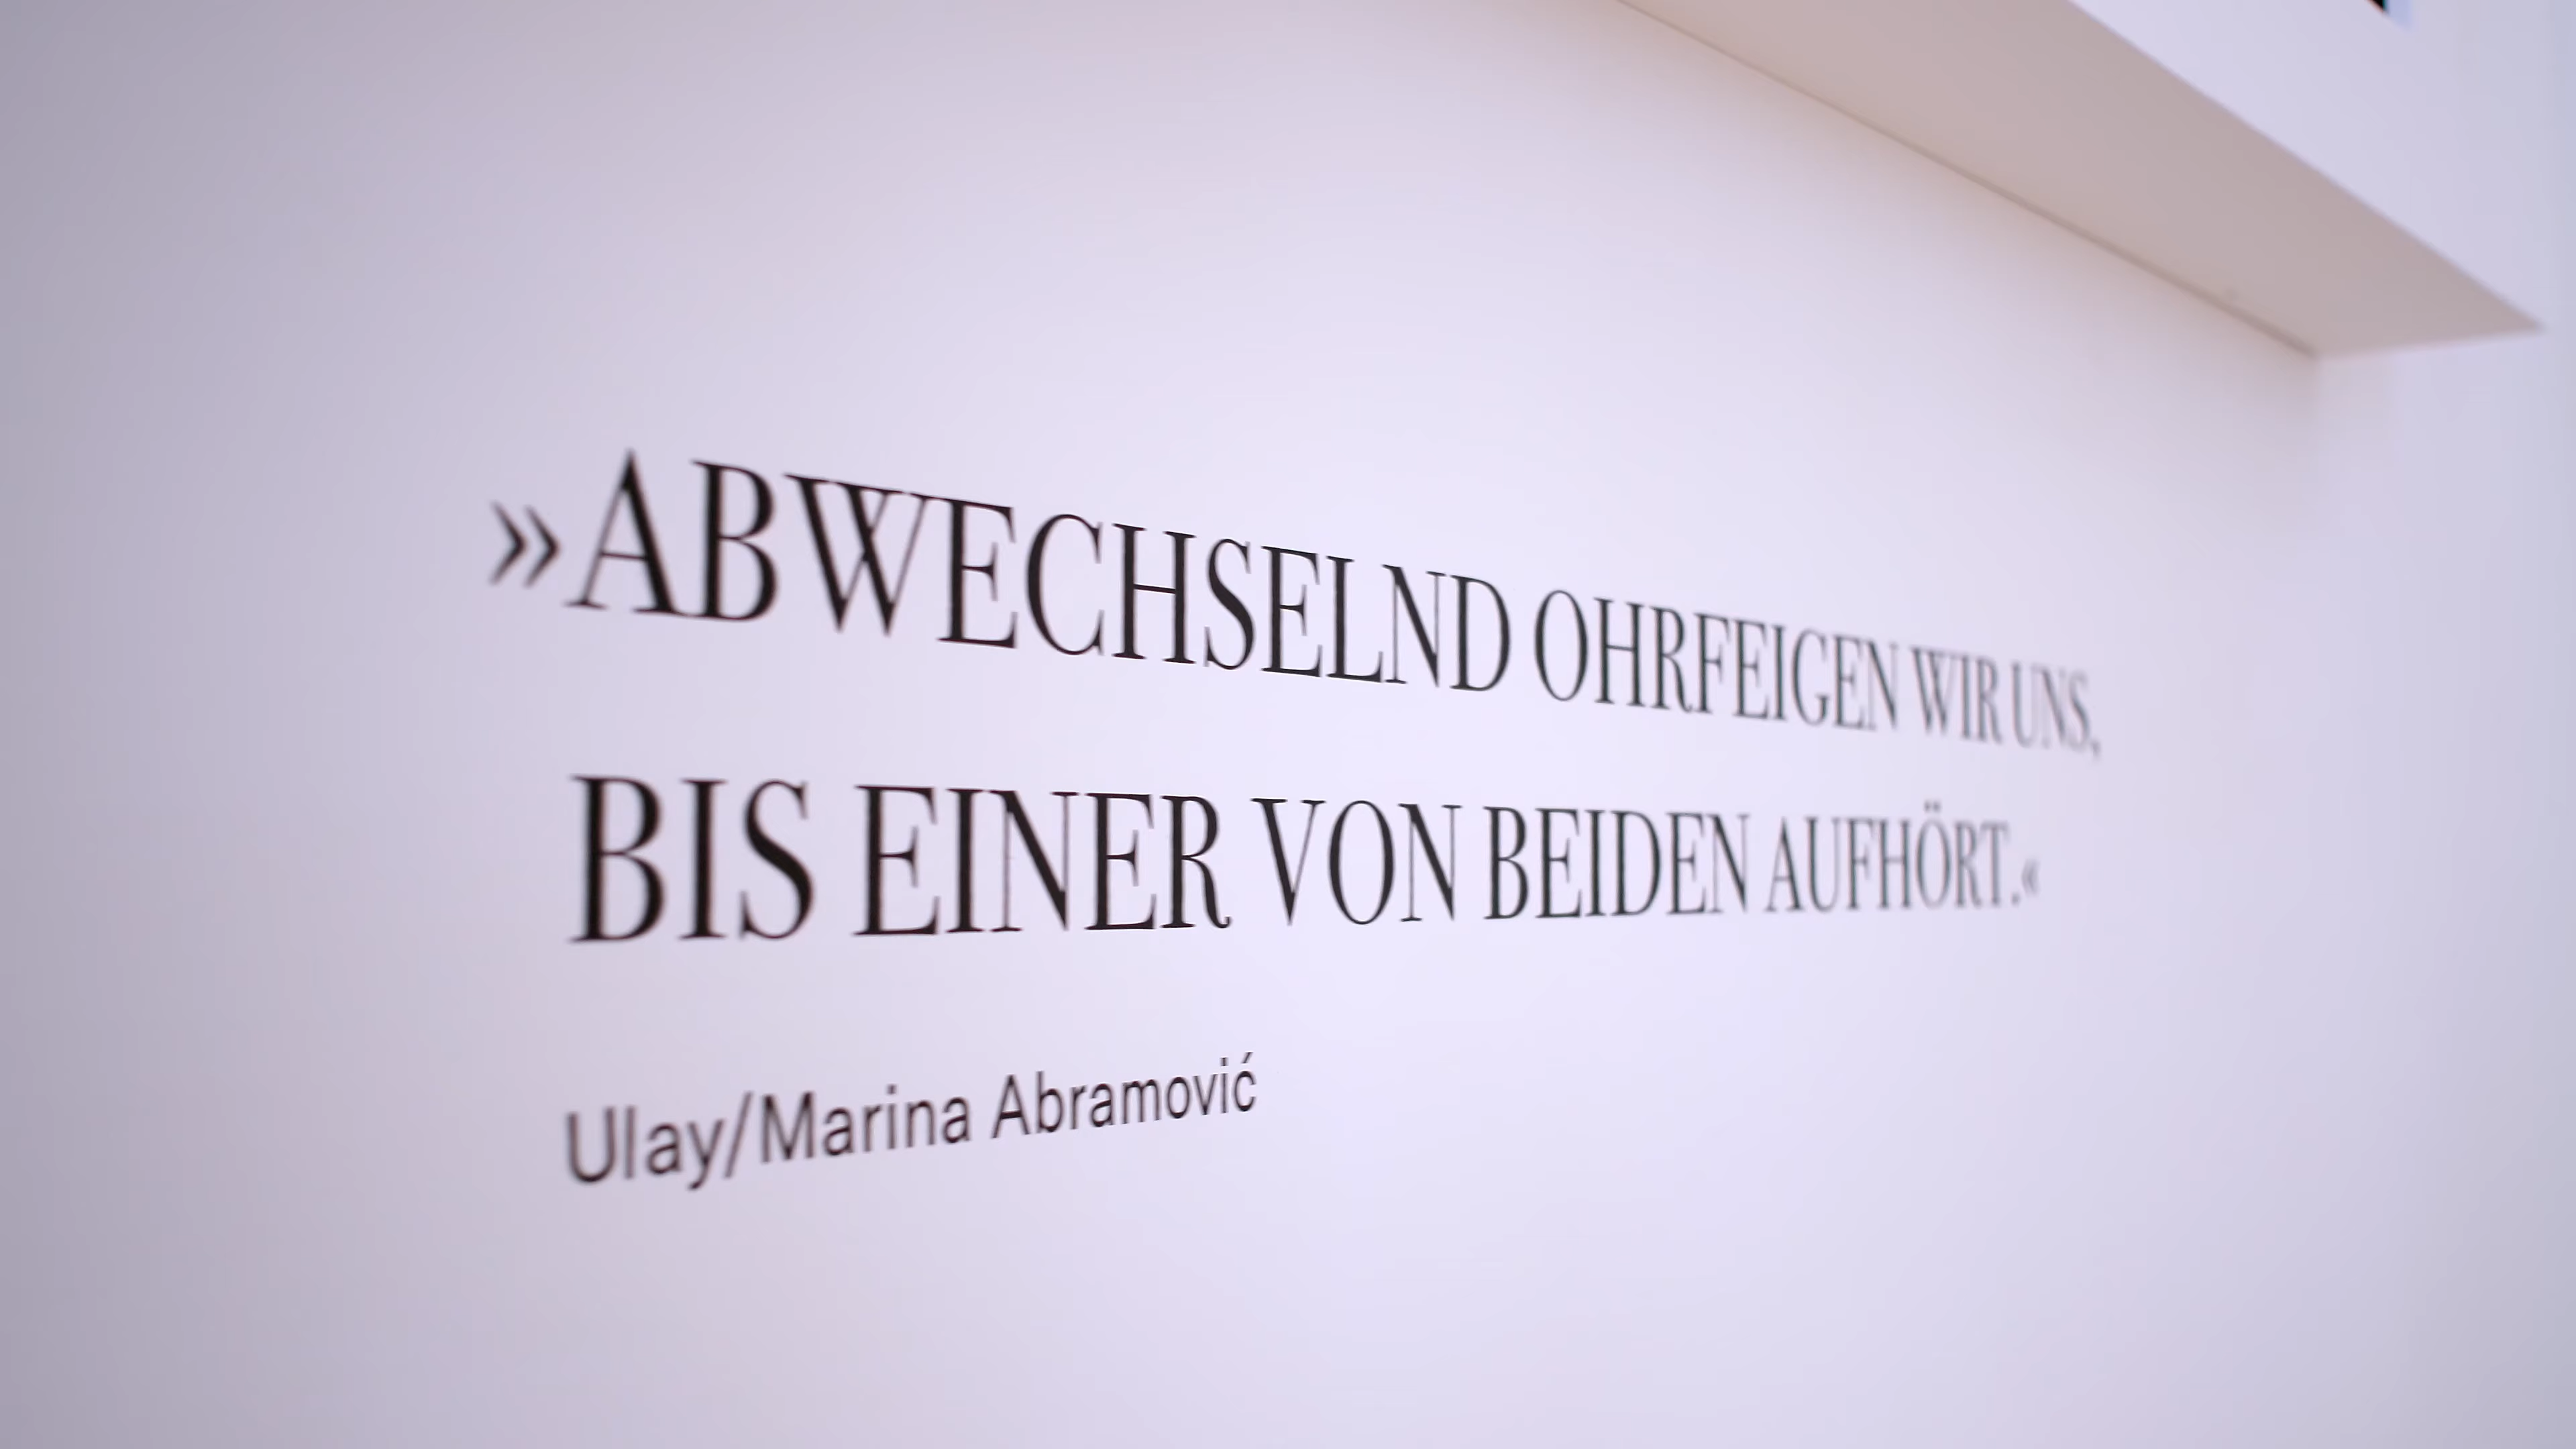 »ABWECHSELND OHRFEIGEN WIR UNS,
BIS EINER VON BEIDEN AUFHÖRT.«
Ulay/Marina Abramović